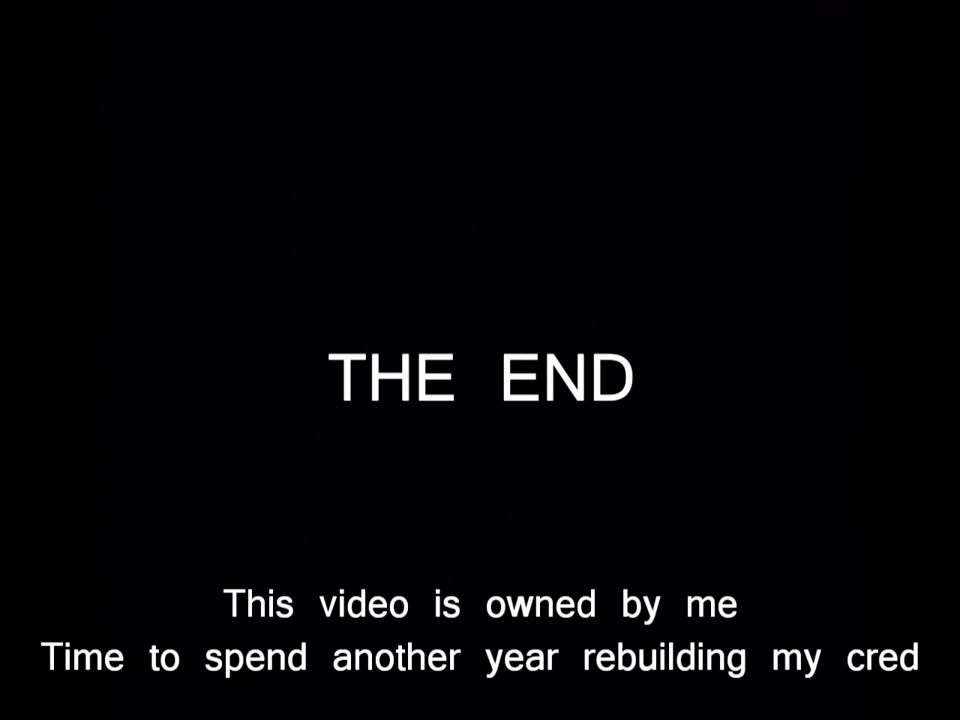 THE END
This video is owned by me
Time to spend another year rebuilding my cred